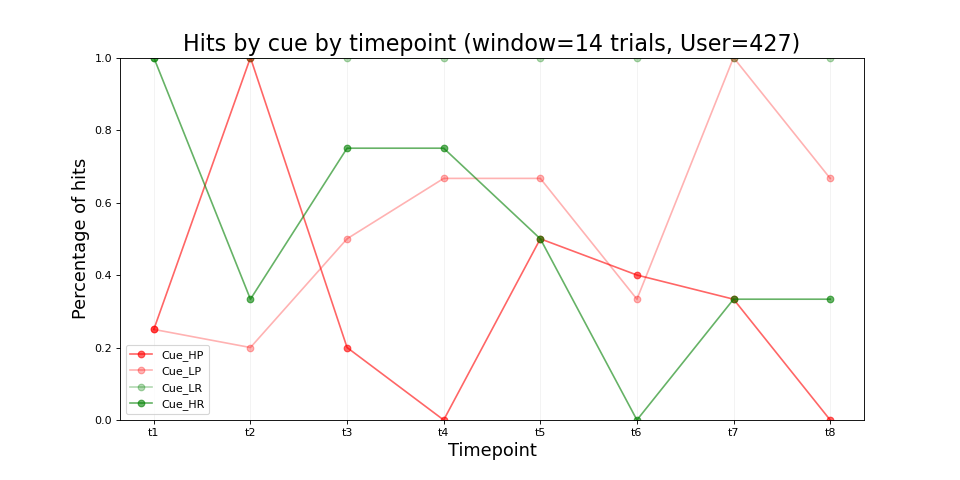 Hits by cue by timepoint (window=14 trials, User=427)
Percentage of hits
1.0
0.8
0.6
0.4
0.2
0.0
Cue_HP
Cue_LP
Cue_LR
Cue_HR
t1 t2 t3 t4 t5 t6 t7 t8
Timepoint